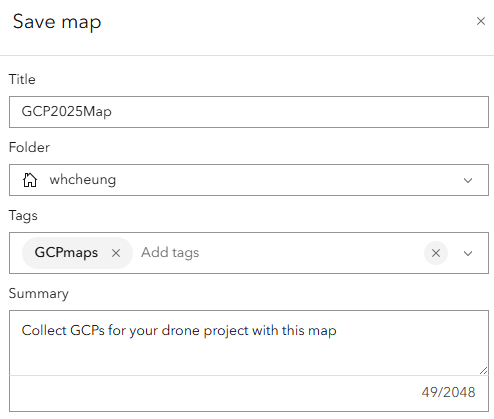 Save map
Title
GCP2025Map
Folder
whcheung
Tags
GCPmaps Add tags
Summary
Collect GCPs for your drone project with this map
49/2048